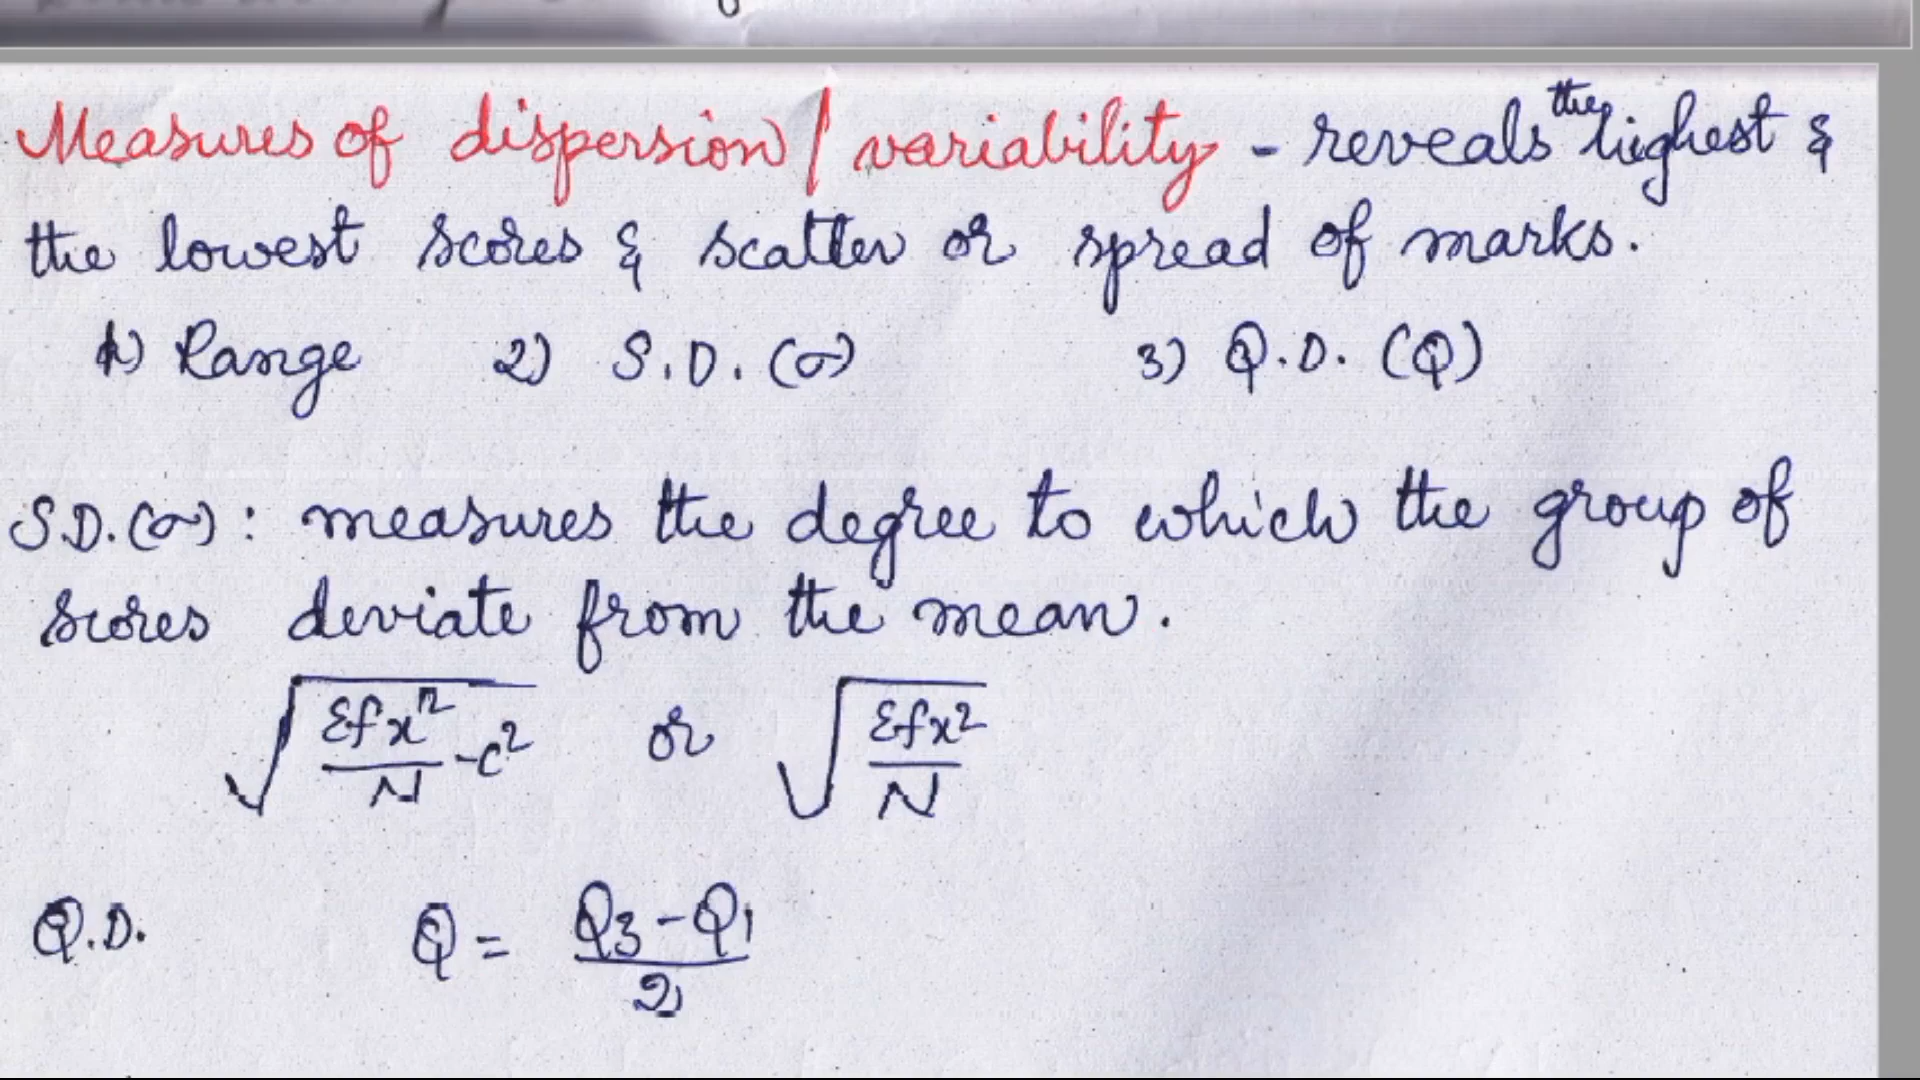 Measures of dispersion / variability - reveals the highest &
the lowest scores & scatter or spread of marks.
1) Range 2) S.D. (σ) 3) Q.D. (Q)
S.D. (σ): measures the degree to which the group of
scores deviate from the mean.
√(Σfx'²/N - c²) or √(Σfx²/N)
Q.D. Q = (Q3 - Q1)/2